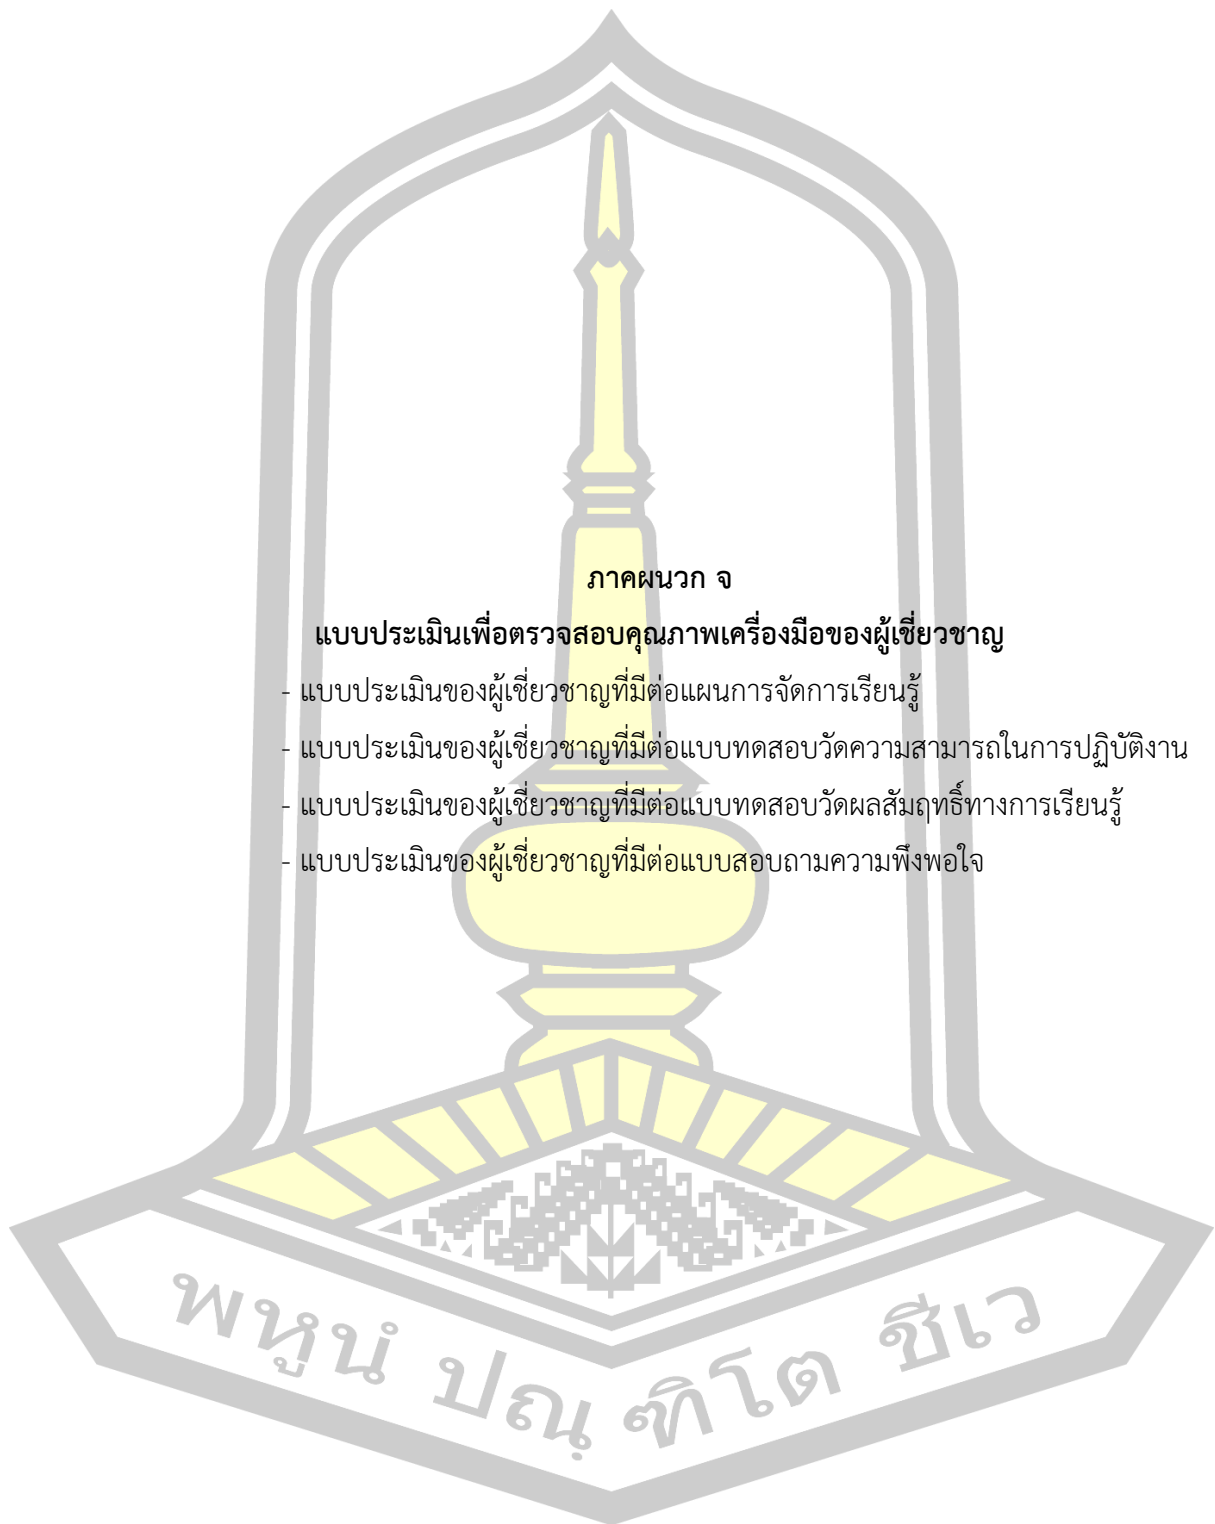 ภาคผนวก จ
แบบประเมินเพื่อตรวจสอบคุณภาพเครื่องมือของผู้เชี่ยวชาญ
- แบบประเมินของผู้เชี่ยวชาญที่มีต่อแผนการจัดการเรียนรู้
- แบบประเมินของผู้เชี่ยวชาญที่มีต่อแบบทดสอบวัดความสามารถในการปฏิบัติงาน
- แบบประเมินของผู้เชี่ยวชาญที่มีต่อแบบทดสอบวัดผลสัมฤทธิ์ทางการเรียนรู้
- แบบประเมินของผู้เชี่ยวชาญที่มีต่อแบบสอบถามความพึงพอใจ
พหูนํ ปณฺ ฑิโต ชีเว